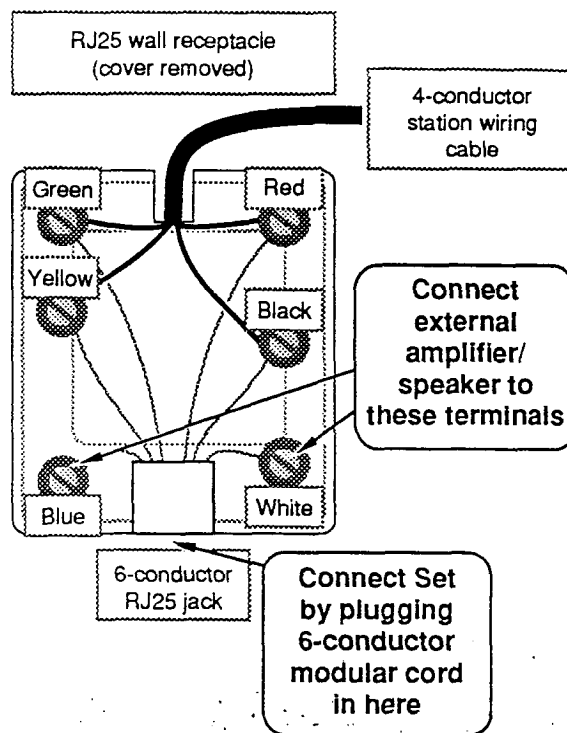 RJ25 wall receptacle
(cover removed)
4-conductor
station wiring
cable
Green
Red
Yellow
Black
Connect
external
amplifier/
speaker to
these terminals
Blue
White
6-conductor
RJ25 jack
Connect Set
by plugging
6-conductor
modular cord
in here